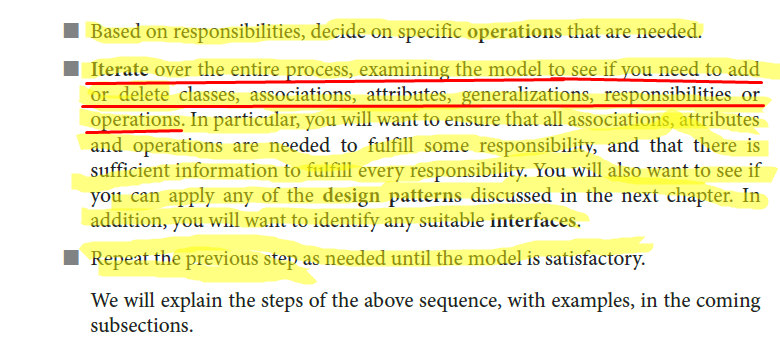 Based on responsibilities, decide on specific operations that are needed.
Iterate over the entire process, examining the model to see if you need to add
or delete classes, associations, attributes, generalizations, responsibilities or
operations. In particular, you will want to ensure that all associations, attributes
and operations are needed to fulfill some responsibility, and that there is
sufficient information to fulfill every responsibility. You will also want to see if
you can apply any of the design patterns discussed in the next chapter. In
addition, you will want to identify any suitable interfaces.
Repeat the previous step as needed until the model is satisfactory.
We will explain the steps of the above sequence, with examples, in the coming
subsections.